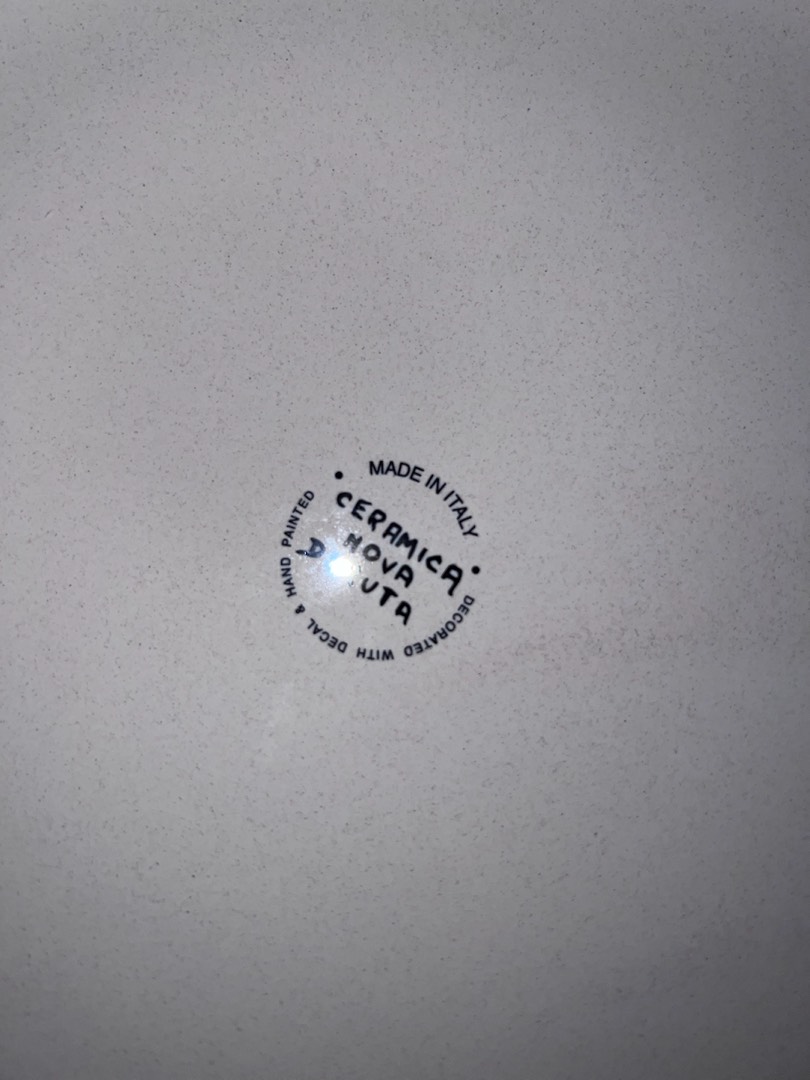 MADE IN ITALY
CERAMICA
NOVA
DECORATED WITH DECAL & HAND PAINTED